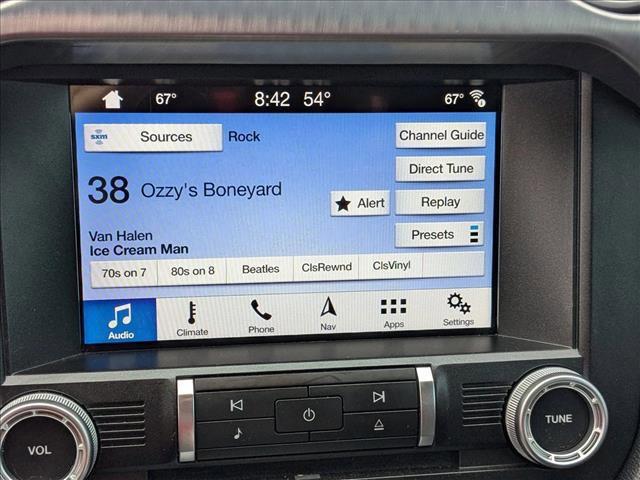 67° 8:42 54° 67°
sxm Sources Rock Channel Guide
Direct Tune
38 Ozzy's Boneyard
Alert Replay
Presets
Van Halen
Ice Cream Man
70s on 7 80s on 8 Beatles ClsRewnd ClsVinyl
Audio Climate Phone Nav Apps Settings
VOL TUNE